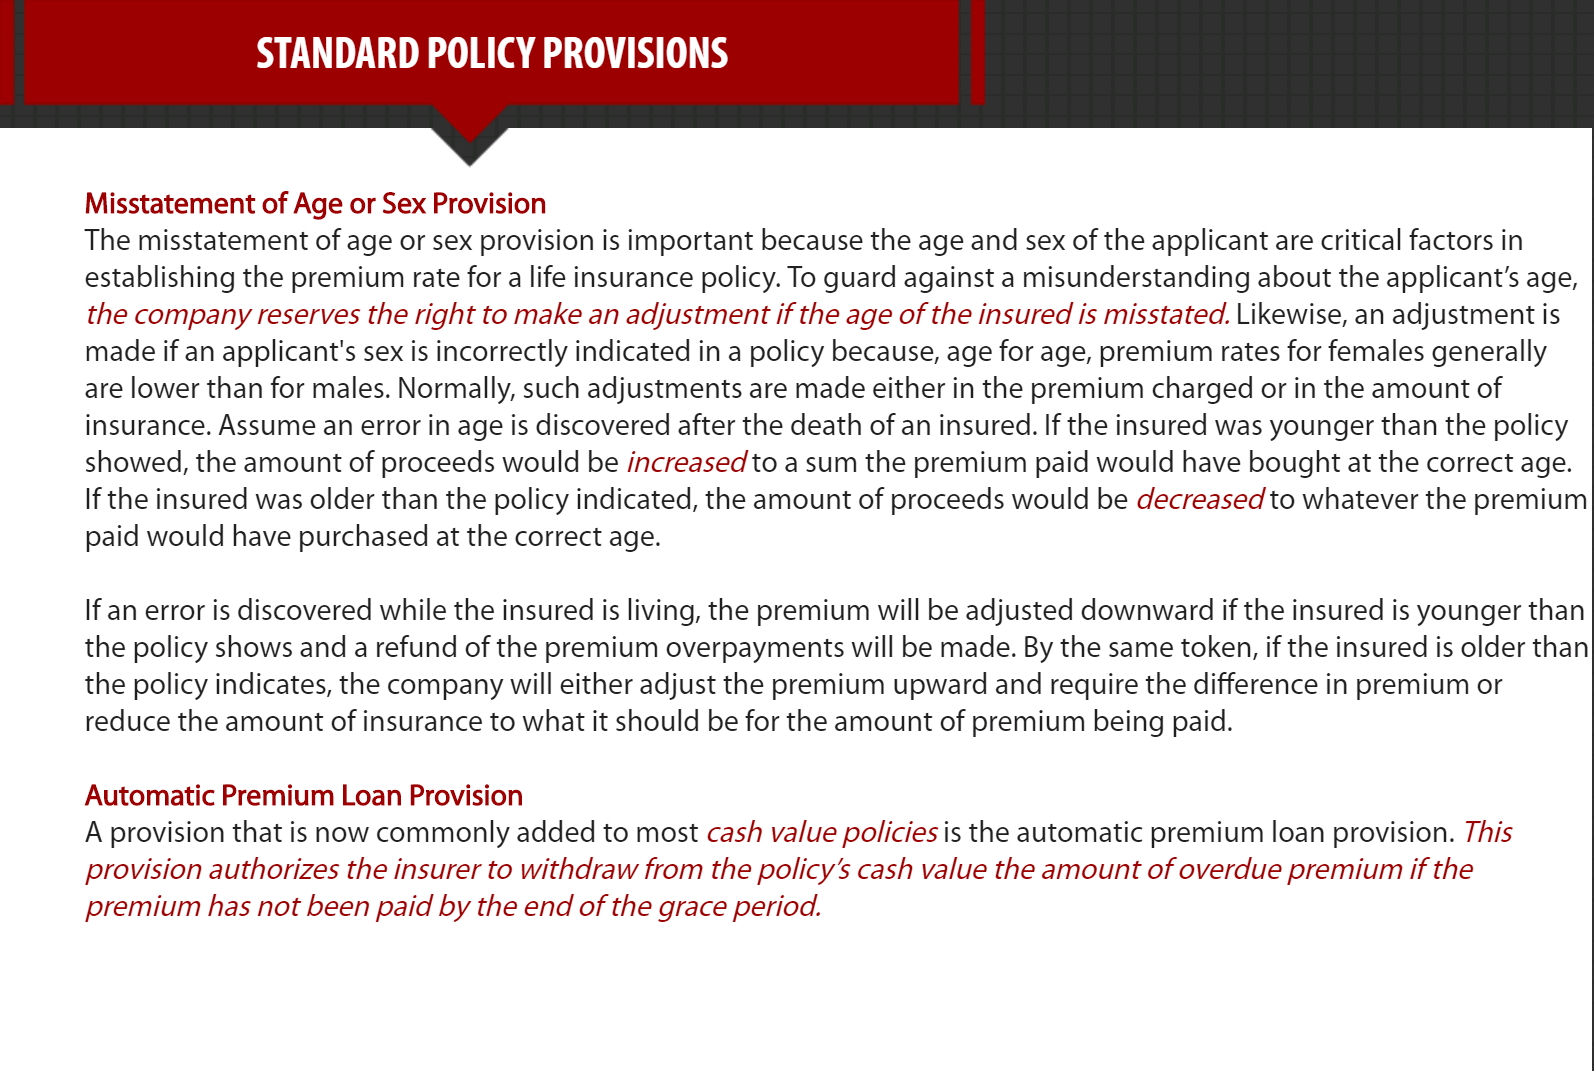 STANDARD POLICY PROVISIONS
Misstatement of Age or Sex Provision
The misstatement of age or sex provision is important because the age and sex of the applicant are critical factors in
establishing the premium rate for a life insurance policy. To guard against a misunderstanding about the applicant’s age,
the company reserves the right to make an adjustment if the age of the insured is misstated. Likewise, an adjustment is
made if an applicant's sex is incorrectly indicated in a policy because, age for age, premium rates for females generally
are lower than for males. Normally, such adjustments are made either in the premium charged or in the amount of
insurance. Assume an error in age is discovered after the death of an insured. If the insured was younger than the policy
showed, the amount of proceeds would be increased to a sum the premium paid would have bought at the correct age.
If the insured was older than the policy indicated, the amount of proceeds would be decreased to whatever the premium
paid would have purchased at the correct age.
If an error is discovered while the insured is living, the premium will be adjusted downward if the insured is younger than
the policy shows and a refund of the premium overpayments will be made. By the same token, if the insured is older than
the policy indicates, the company will either adjust the premium upward and require the difference in premium or
reduce the amount of insurance to what it should be for the amount of premium being paid.
Automatic Premium Loan Provision
A provision that is now commonly added to most cash value policies is the automatic premium loan provision. This
provision authorizes the insurer to withdraw from the policy’s cash value the amount of overdue premium if the
premium has not been paid by the end of the grace period.